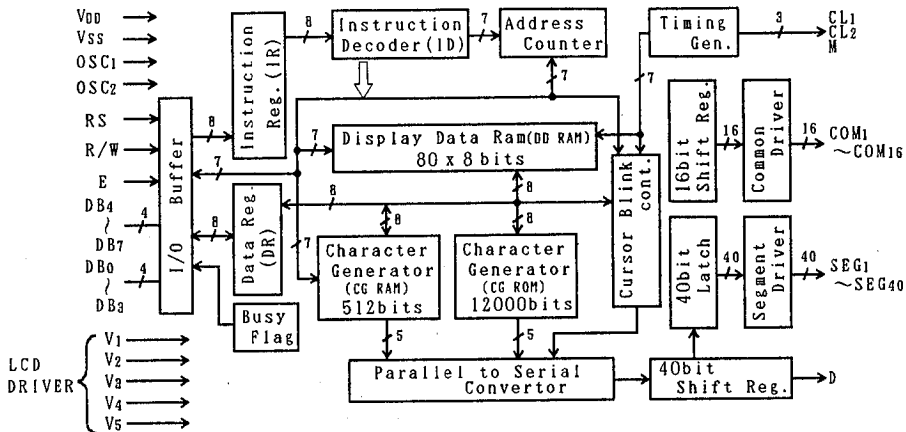 VDD
VSS
OSC1
OSC2
RS
R/W
E
DB4
~
DB7
DB0
~
DB3
4
4
I/O Buffer
8
7
8
Instruction
Reg. (IR)
8
Instruction
Decoder(ID)
7
Address
Counter
7
Timing
Gen.
3
CL1
CL2
M
7
7
Display Data Ram(DD RAM)
80 x 8 bits
8
Data Reg.
(DR)
8
7
8
8
Character
Generator
(CG RAM)
512bits
Character
Generator
(CG ROM)
12000bits
Cursor Blink
cont.
Busy
Flag
5
5
Parallel to Serial
Convertor
16bit
Shift Reg.
16
Common
Driver
16
COM1
~COM16
40bit
Latch
40
Segment
Driver
40
SEG1
~SEG40
40bit
Shift Reg.
D
LCD
DRIVER
V1
V2
V3
V4
V5